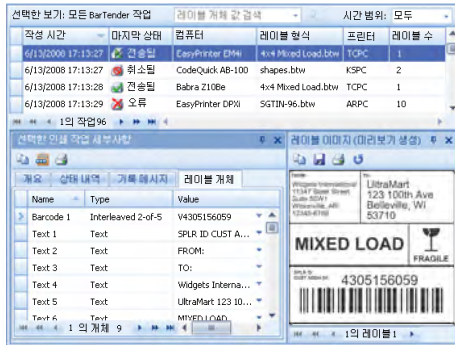 선택한 보기: 모든 BarTender 작업 레이블 개체 값 검색 시간 범위: 모두
작성 시간 마지막 상태 컴퓨터 레이블 형식 프린터 레이블 수
6/13/2008 17:13:27 전송됨 EasyPrinter EM4i 4x4 Mixed Load.btw TCPC 1
6/13/2008 17:13:27 취소됨 CodeQuick AB-100 shapes.btw KSPC 2
6/13/2008 17:13:28 전송됨 Babra Z10Be 4x4 Mixed Load.btw TCPC 1
6/13/2008 17:13:29 오류 EasyPrinter DPXi SGTIN-96.btw ARPC 10
1의 작업96
선택한 인쇄 작업 세부사항
개요 상태 내역 기록 메시지 레이블 개체
Name Type Value
Barcode 1 Interleaved 2-of-5 V4305156059
Text 1 Text SPLR ID CUST A...
Text 2 Text FROM:
Text 3 Text TO:
Text 4 Text Widgets Interna...
Text 5 Text UltraMart 123 10...
Text 6 Text MIXED LOAD
1 의 개체 9
레이블 이미지 (미리보기 생성)
Widgets International
11347 Baser Street
UltraMart
123 100th Ave
Belleville, WI
53710
MIXED LOAD
FRAGILE
4305156059
1의 레이블1